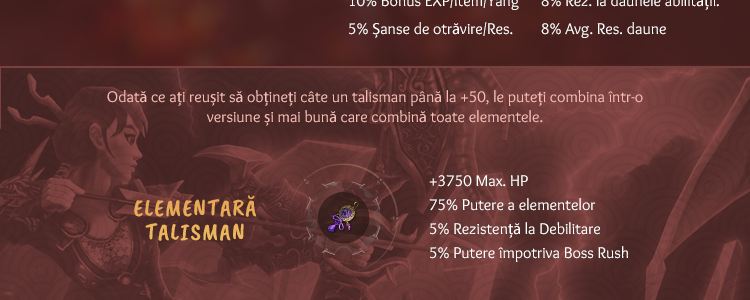 10% Bonus EXP/Item/Yang 8% Rez. la daunele abilității.
5% Șanse de otrăvire/Res. 8% Avg. Res. daune
Odată ce ați reușit să obțineți câte un talisman până la +50, le puteți combina într-o
versiune și mai bună care combină toate elementele.
ELEMENTARĂ
TALISMAN
+3750 Max. HP
75% Putere a elementelor
5% Rezistență la Debilitare
5% Putere împotriva Boss Rush